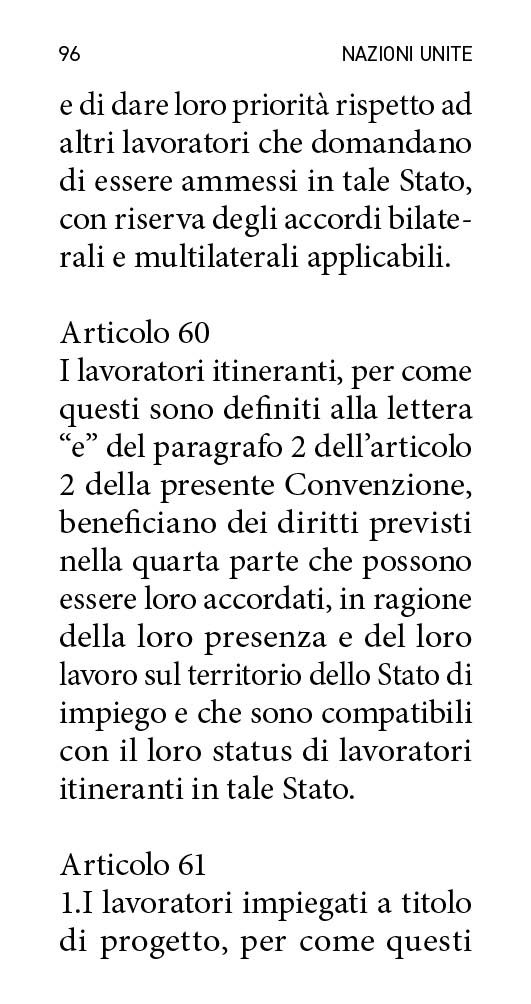 96 NAZIONI UNITE
e di dare loro priorità rispetto ad
altri lavoratori che domandano
di essere ammessi in tale Stato,
con riserva degli accordi bilate-
rali e multilaterali applicabili.
Articolo 60
I lavoratori itineranti, per come
questi sono definiti alla lettera
“e” del paragrafo 2 dell’articolo
2 della presente Convenzione,
beneficiano dei diritti previsti
nella quarta parte che possono
essere loro accordati, in ragione
della loro presenza e del loro
lavoro sul territorio dello Stato di
impiego e che sono compatibili
con il loro status di lavoratori
itineranti in tale Stato.
Articolo 61
1.I lavoratori impiegati a titolo
di progetto, per come questi